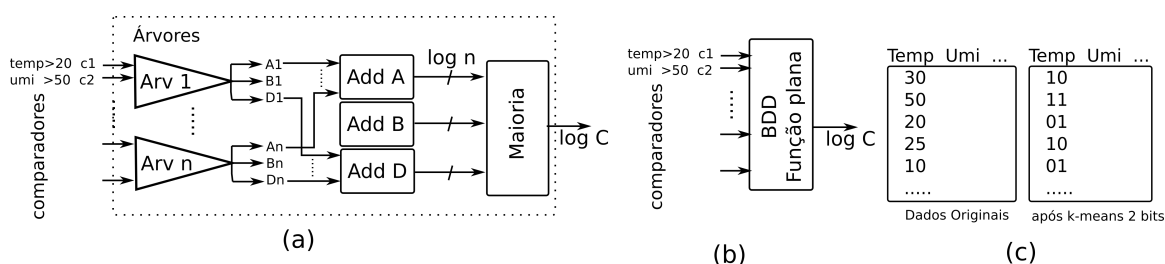 Árvores
temp>20 c1
umi >50 c2
comparadores
Arv 1
A1
B1
D1
Arv n
An
Bn
Dn
Add A
Add B
Add D
log n
Maioria
log C
(a)
temp>20 c1
umi >50 c2
comparadores
BDD
Função plana
log C
(b)
Temp Umi ...
30
50
20
25
10
.....
Dados Originais
Temp Umi ...
10
11
01
10
01
.....
após k-means 2 bits
(c)